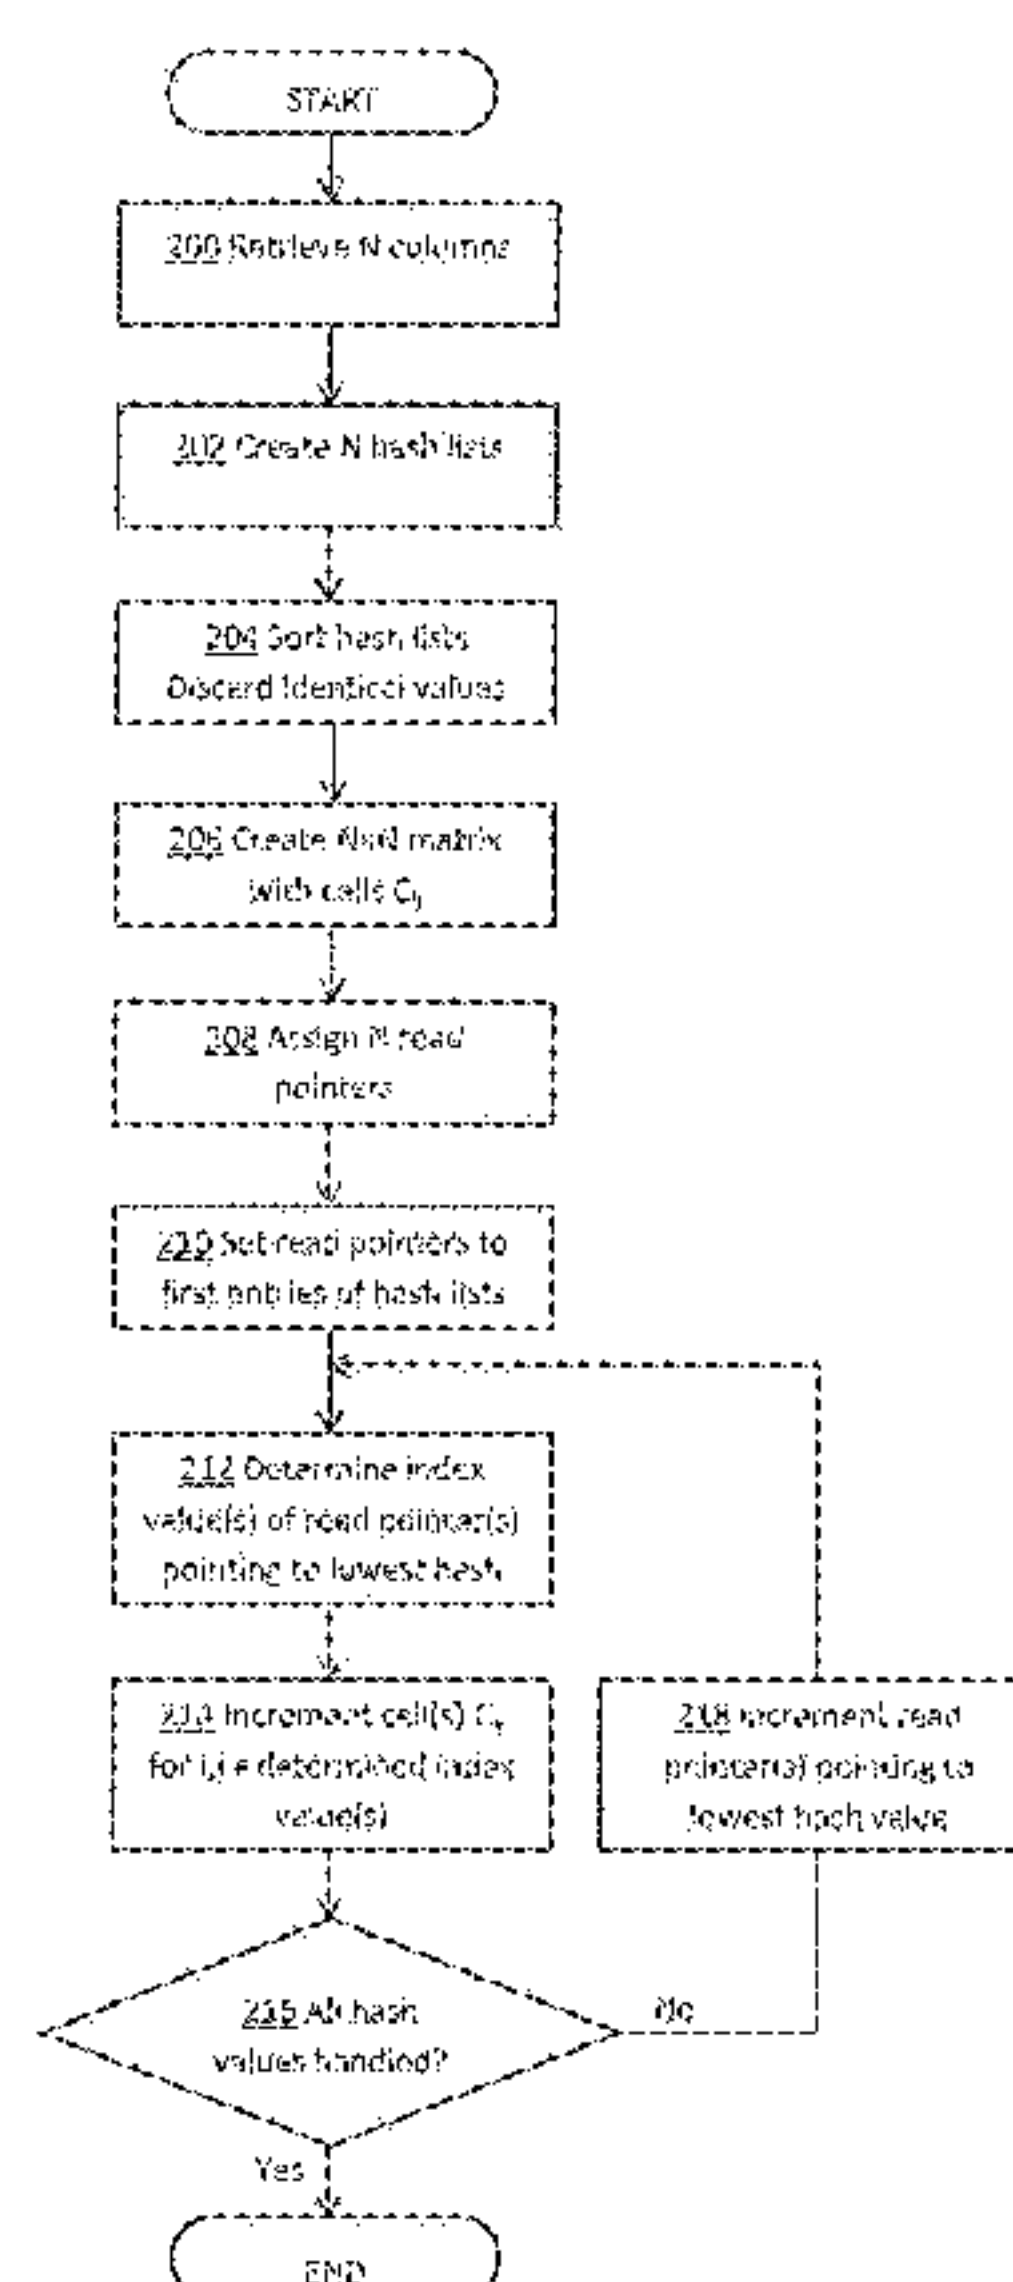 START
200 Retrieve N columns
202 Create N hash lists
204 Sort hash lists
Discard identical values
206 Create NxN matrix
with cells Cij
208 Assign N read
pointers
210 Set read pointers to
first entries of hash lists
212 Determine index
value(s) of read pointer(s)
pointing to lowest hash
214 Increment cell(s) Cij
for i,j = determined index
value(s)
218 Increment read
pointer(s) pointing to
lowest hash value
216 All hash
values handled?
No
Yes
END